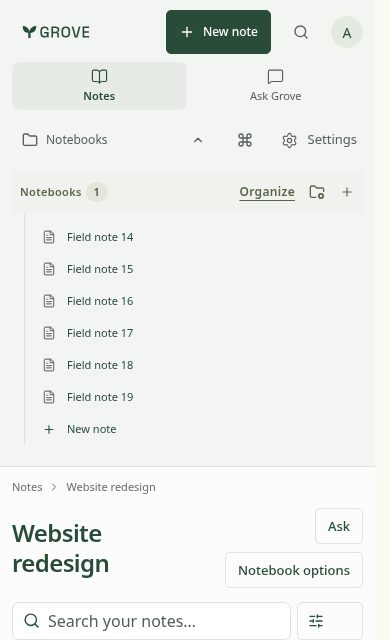 GROVE
New note
A
Notes
Ask Grove
Notebooks
Settings
Notebooks 1
Organize
Field note 14
Field note 15
Field note 16
Field note 17
Field note 18
Field note 19
New note
Notes > Website redesign
Website
redesign
Ask
Notebook options
Search your notes...